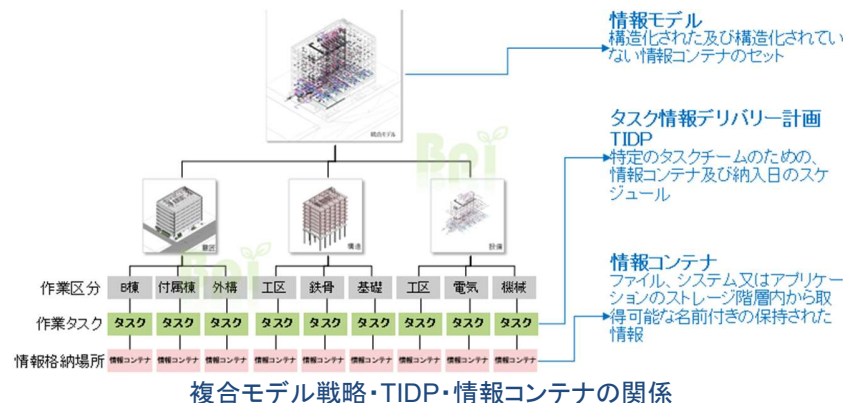 情報モデル
構造化された及び構造化されてい
ない情報コンテナのセット
統合モデル
タスク情報デリバリー計画
TIDP
特定のタスクチームのための、
情報コンテナ及び納入日のスケ
ジュール
Bpi
意匠
構造
設備
Bpi
情報コンテナ
ファイル、システム又はアプリケー
ションのストレージ階層内から取
得可能な名前付きの保持された
情報
作業区分 B棟 付属棟 外構 工区 鉄骨 基礎 工区 電気 機械
作業タスク タスク タスク タスク タスク タスク タスク タスク タスク タスク
情報格納場所 情報コンテナ 情報コンテナ 情報コンテナ 情報コンテナ 情報コンテナ 情報コンテナ 情報コンテナ 情報コンテナ 情報コンテナ
複合モデル戦略・TIDP・情報コンテナの関係